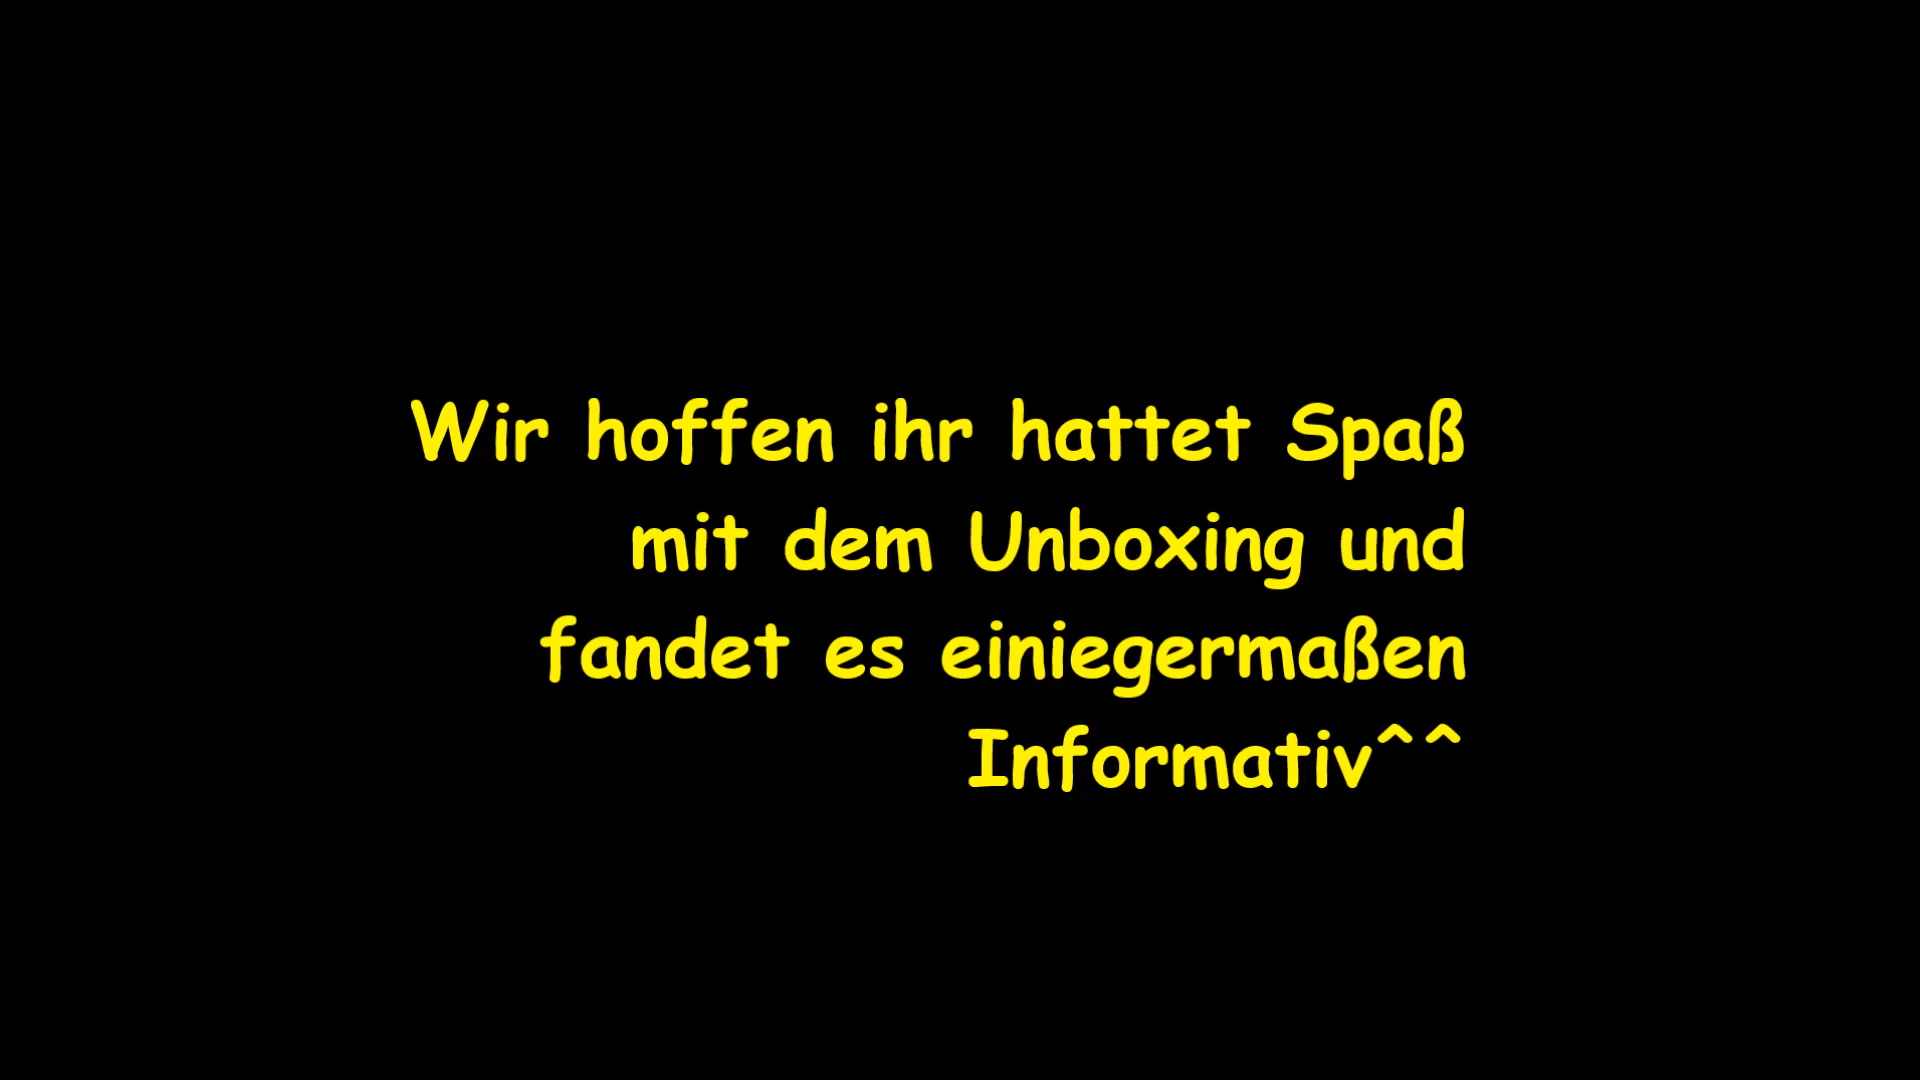 Wir hoffen ihr hattet Spaß
mit dem Unboxing und
fandet es einiegermaßen
Informativ^^